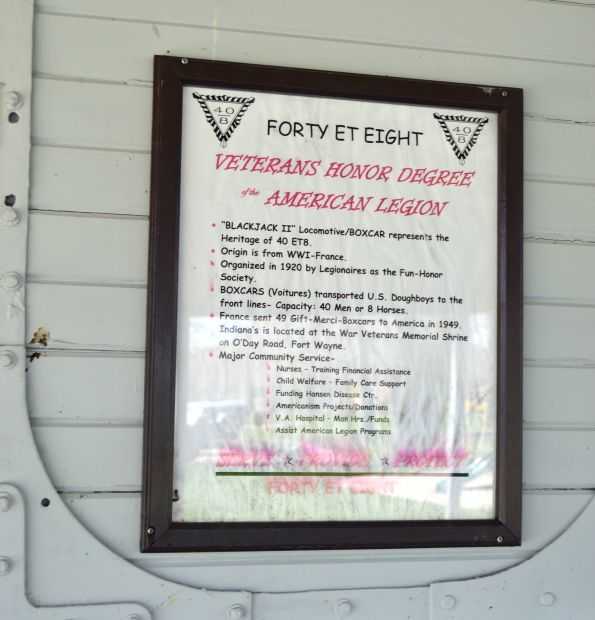 40
8
40
8
FORTY ET EIGHT
VETERANS HONOR DEGREE
of the AMERICAN LEGION
• "BLACKJACK II" Locomotive/BOXCAR represents the
Heritage of 40 ET8.
• Origin is from WWI-France.
• Organized in 1920 by Legionaires as the Fun-Honor
Society.
• BOXCARS (Voitures) transported U.S. Doughboys to the
front lines- Capacity: 40 Men or 8 Horses.
• France sent 49 Gift-Merci-Boxcars to America in 1949.
Indiana's is located at the War Veterans Memorial Shrine
on O'Day Road, Fort Wayne.
• Major Community Service-
Nurses - Training Financial Assistance
Child Welfare - Family Care Support
Funding Hansen Disease Ctr.
Americanism Projects/Donations
V.A. Hospital - Man Hrs./Funds
Assist American Legion Programs
PROTECT
FORTY ET EIGHT